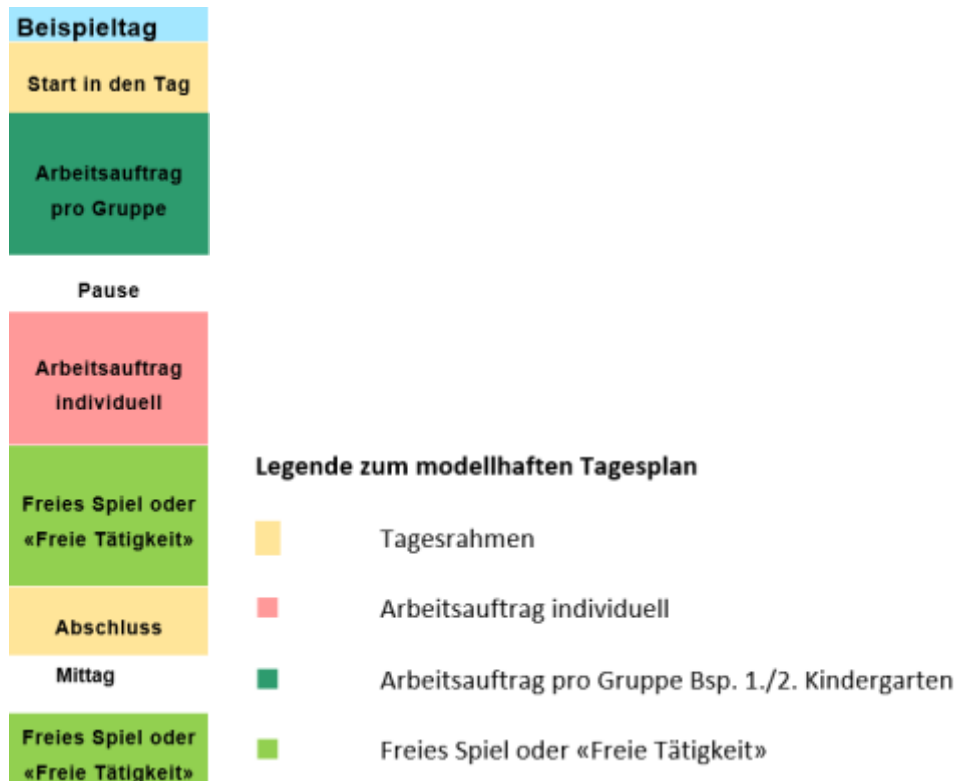 Beispieltag
Start in den Tag
Arbeitsauftrag
pro Gruppe
Pause
Arbeitsauftrag
individuell
Freies Spiel oder
«Freie Tätigkeit»
Abschluss
Mittag
Freies Spiel oder
«Freie Tätigkeit»
Legende zum modellhaften Tagesplan
Tagesrahmen
Arbeitsauftrag individuell
Arbeitsauftrag pro Gruppe Bsp. 1./2. Kindergarten
Freies Spiel oder «Freie Tätigkeit»